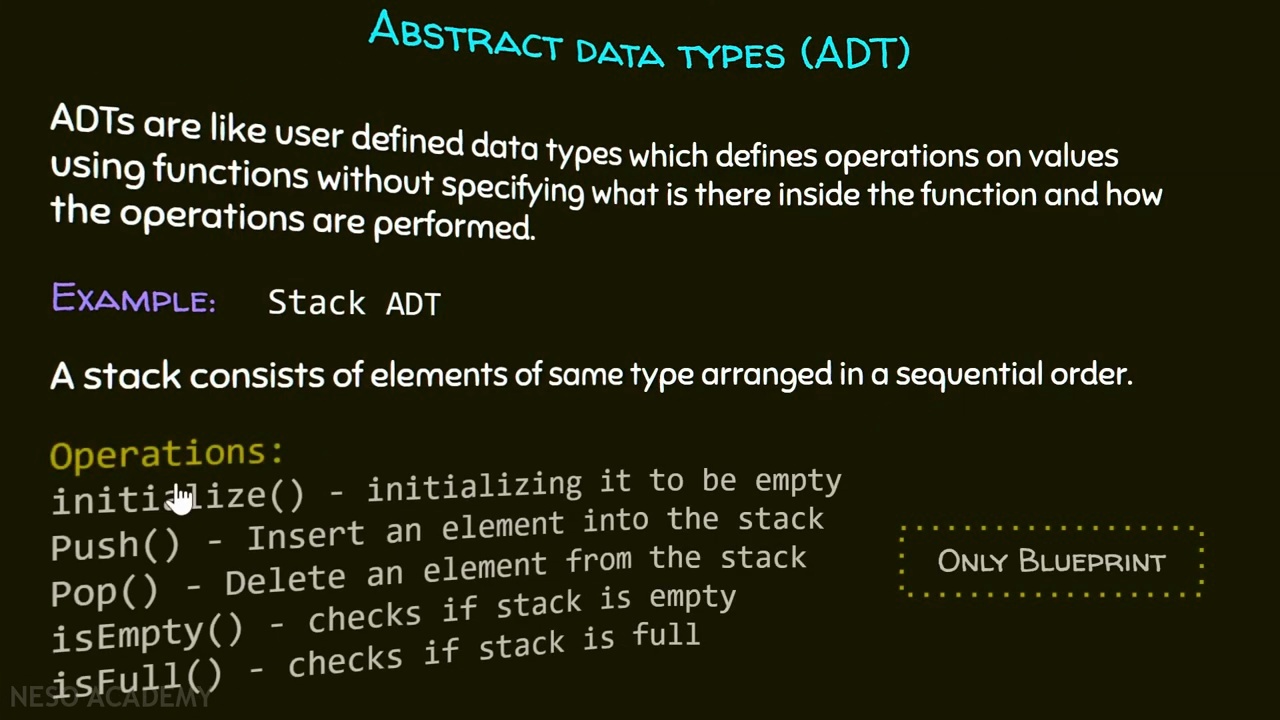 ABSTRACT DATA TYPES (ADT)
ADTs are like user defined data types which defines operations on values
using functions without specifying what is there inside the function and how
the operations are performed.
EXAMPLE: Stack ADT
A stack consists of elements of same type arranged in a sequential order.
Operations:
initialize() - initializing it to be empty
Push() - Insert an element into the stack
Pop() - Delete an element from the stack
isEmpty() - checks if stack is empty
isFull() - checks if stack is full
ONLY BLUEPRINT
NESO ACADEMY